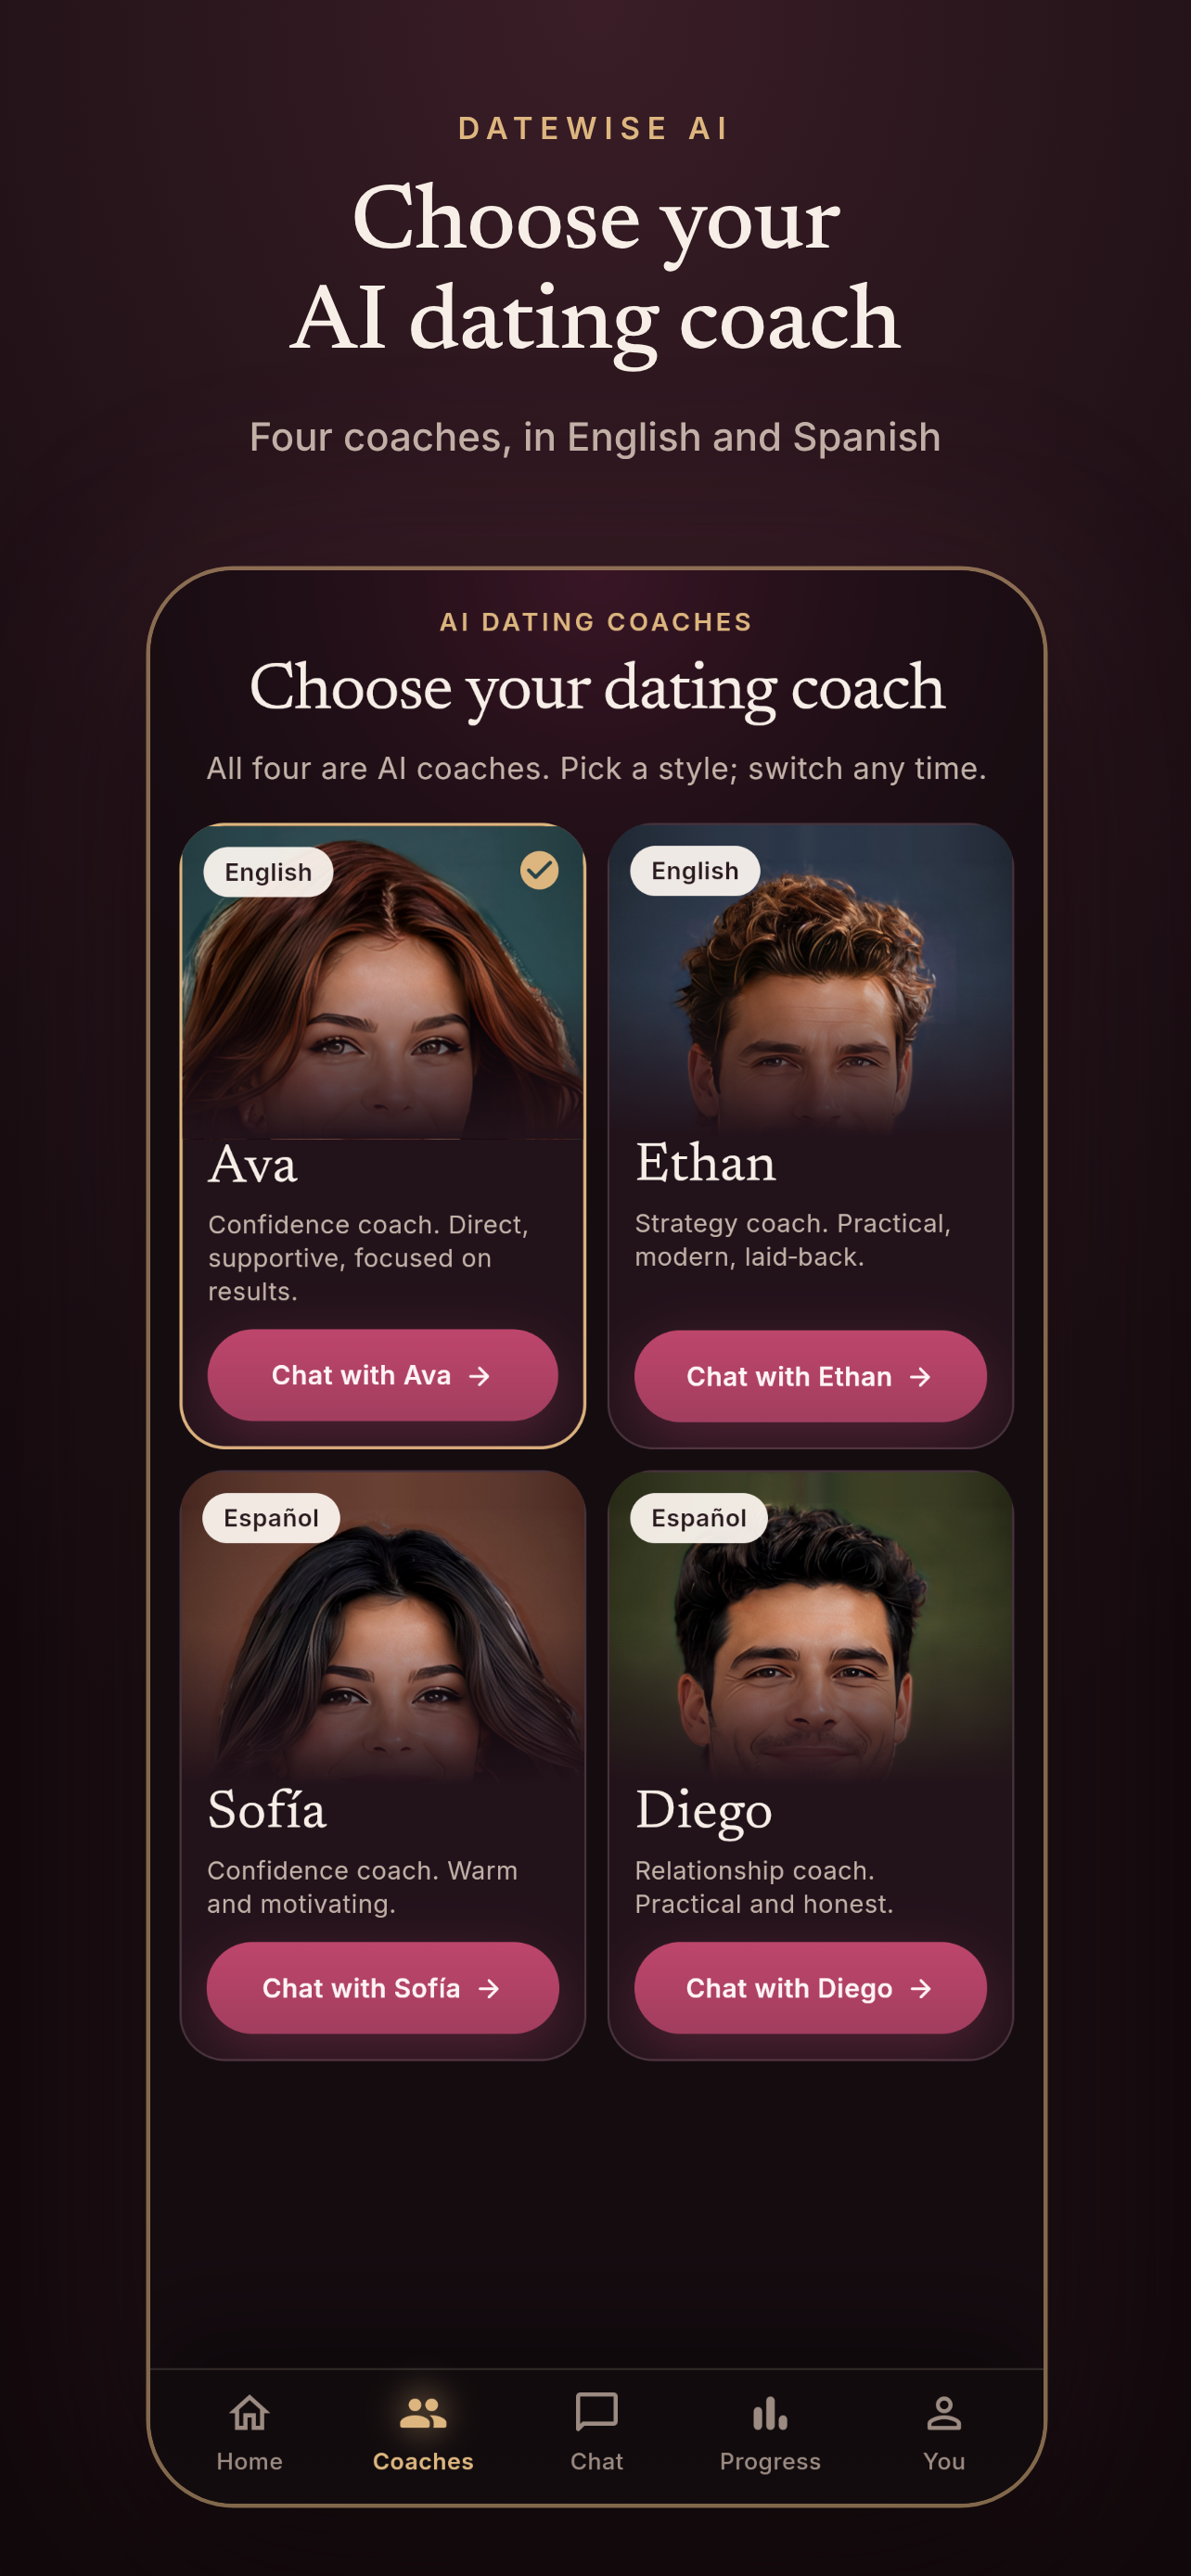 DATEWISE AI
Choose your
AI dating coach
Four coaches, in English and Spanish
AI DATING COACHES
Choose your dating coach
All four are AI coaches. Pick a style; switch any time.
English
Ava
Confidence coach. Direct,
supportive, focused on
results.
Chat with Ava →
English
Ethan
Strategy coach. Practical,
modern, laid-back.
Chat with Ethan →
Español
Sofía
Confidence coach. Warm
and motivating.
Chat with Sofía →
Español
Diego
Relationship coach.
Practical and honest.
Chat with Diego →
Home
Coaches
Chat
Progress
You